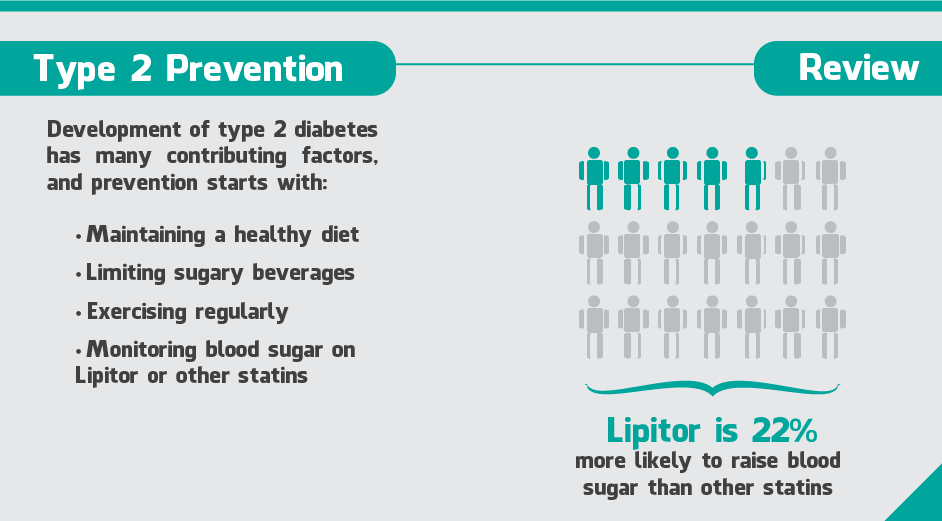 Type 2 Prevention
Review
Development of type 2 diabetes
has many contributing factors,
and prevention starts with:
• Maintaining a healthy diet
• Limiting sugary beverages
• Exercising regularly
• Monitoring blood sugar on
Lipitor or other statins
Lipitor is 22%
more likely to raise blood
sugar than other statins